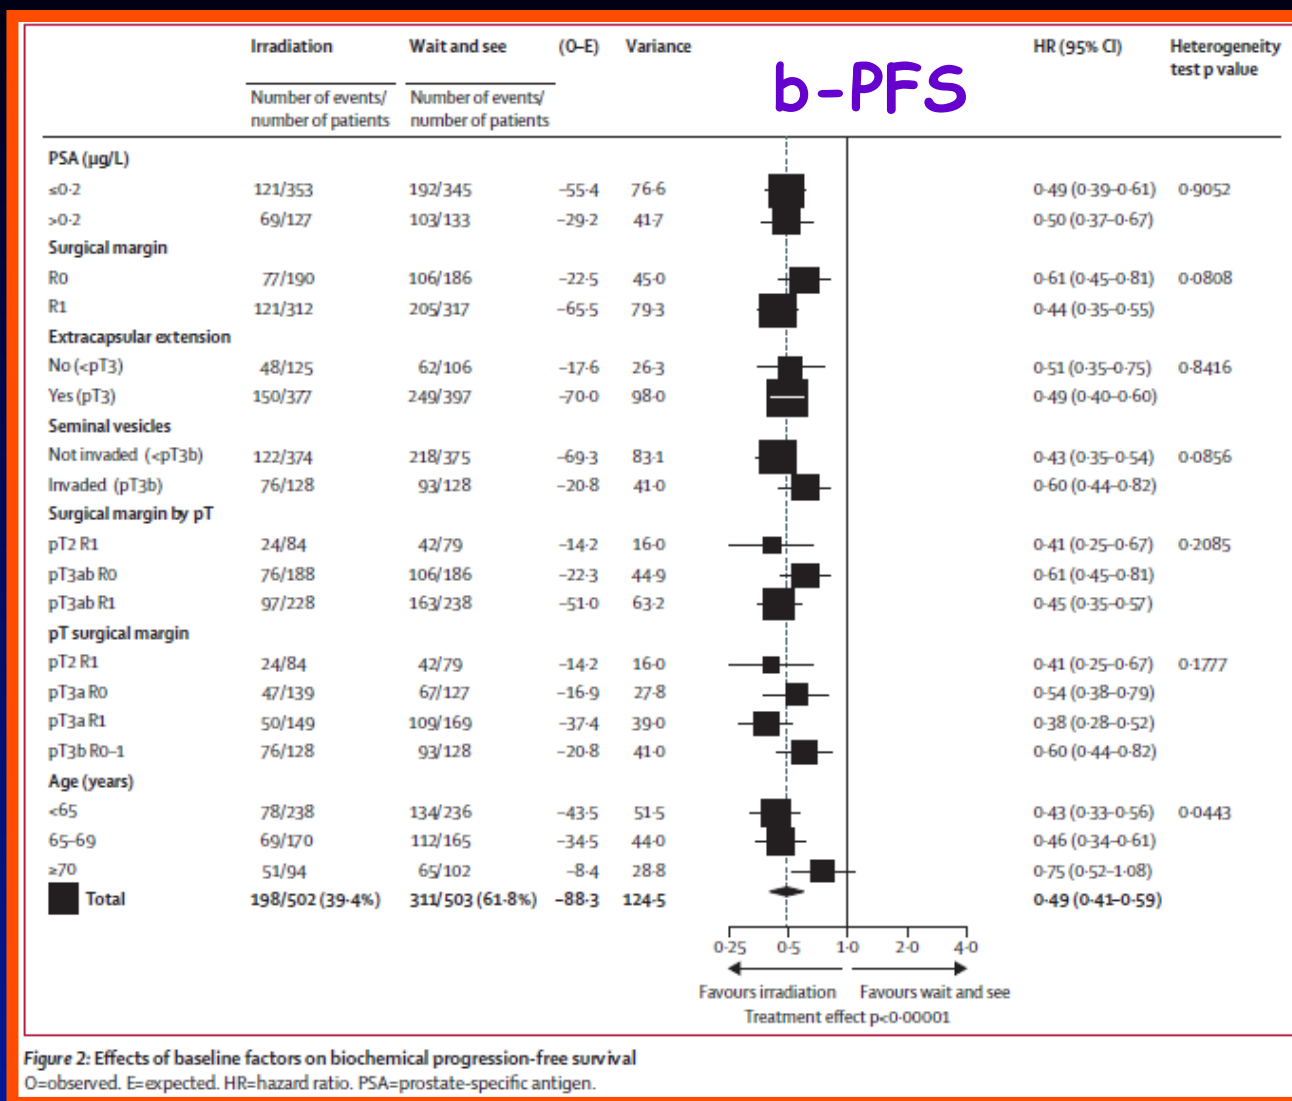 Irradiation Wait and see (O–E) Variance HR (95% CI) Heterogeneity
test p value
b-PFS
Number of events/ Number of events/
number of patients number of patients
PSA (µg/L)
≤0·2 121/353 192/345 –55·4 76·6 0·49 (0·39–0·61) 0·9052
>0·2 69/127 103/133 –29·2 41·7 0·50 (0·37–0·67)
Surgical margin
R0 77/190 106/186 –22·5 45·0 0·61 (0·45–0·81) 0·0808
R1 121/312 205/317 –65·5 79·3 0·44 (0·35–0·55)
Extracapsular extension
No (<pT3) 48/125 62/106 –17·6 26·3 0·51 (0·35–0·75) 0·8416
Yes (pT3) 150/377 249/397 –70·0 98·0 0·49 (0·40–0·60)
Seminal vesicles
Not invaded (<pT3b) 122/374 218/375 –69·3 83·1 0·43 (0·35–0·54) 0·0856
Invaded (pT3b) 76/128 93/128 –20·8 41·0 0·60 (0·44–0·82)
Surgical margin by pT
pT2 R1 24/84 42/79 –14·2 16·0 0·41 (0·25–0·67) 0·2085
pT3ab R0 76/188 106/186 –22·3 44·9 0·61 (0·45–0·81)
pT3ab R1 97/228 163/238 –51·0 63·2 0·45 (0·35–0·57)
pT surgical margin
pT2 R1 24/84 42/79 –14·2 16·0 0·41 (0·25–0·67) 0·1777
pT3a R0 47/139 67/127 –16·9 27·8 0·54 (0·38–0·79)
pT3a R1 50/149 109/169 –37·4 39·0 0·38 (0·28–0·52)
pT3b R0–1 76/128 93/128 –20·8 41·0 0·60 (0·44–0·82)
Age (years)
<65 78/238 134/236 –43·5 51·5 0·43 (0·33–0·56) 0·0443
65–69 69/170 112/165 –34·5 44·0 0·46 (0·34–0·61)
≥70 51/94 65/102 –8·4 28·8 0·75 (0·52–1·08)
Total 198/502 (39·4%) 311/503 (61·8%) –88·3 124·5 0·49 (0·41–0·59)
0·25 0·5 1·0 2·0 4·0
Favours irradiation Favours wait and see
Treatment effect p<0·00001
Figure 2: Effects of baseline factors on biochemical progression-free survival
O=observed. E=expected. HR=hazard ratio. PSA=prostate-specific antigen.